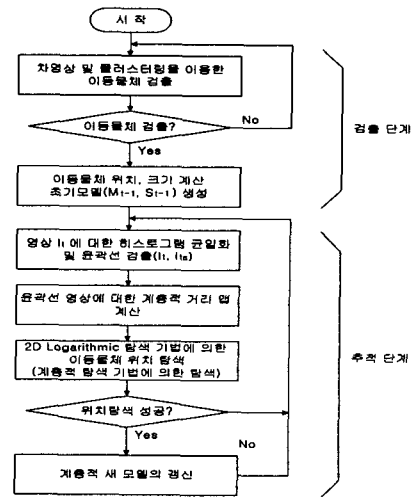 시 작
차영상 및 클러스터링을 이용한
이동물체 검출
이동물체 검출?
No
Yes
이동물체 위치, 크기 계산
초기모델(Mt-1, St-1) 생성
검출 단계
영상 It 에 대한 히스토그램 균일화
및 윤곽선 검출(It, Ita)
윤곽선 영상에 대한 계층적 거리 맵
계산
2D Logarithmic 탐색 기법에 의한
이동물체 위치 탐색
(계층적 탐색 기법에 의한 탐색)
위치탐색 성공?
Yes
No
계층적 새 모델의 갱신
추적 단계